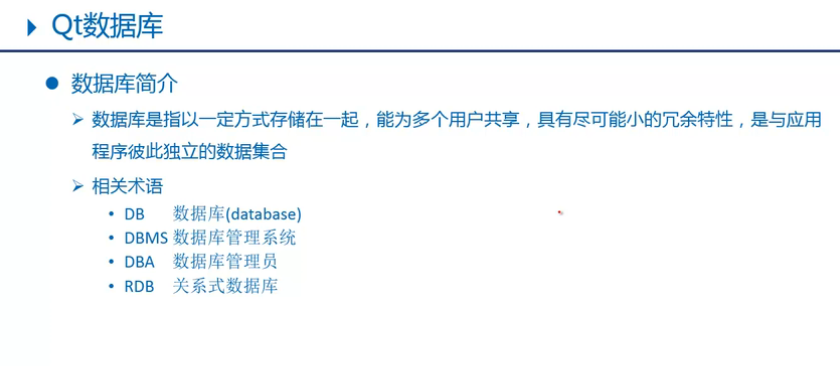 Qt数据库
数据库简介
数据库是指以一定方式存储在一起，能为多个用户共享，具有尽可能小的冗余特性，是与应用
程序彼此独立的数据集合
相关术语
• DB 数据库(database)
• DBMS 数据库管理系统
• DBA 数据库管理员
• RDB 关系式数据库